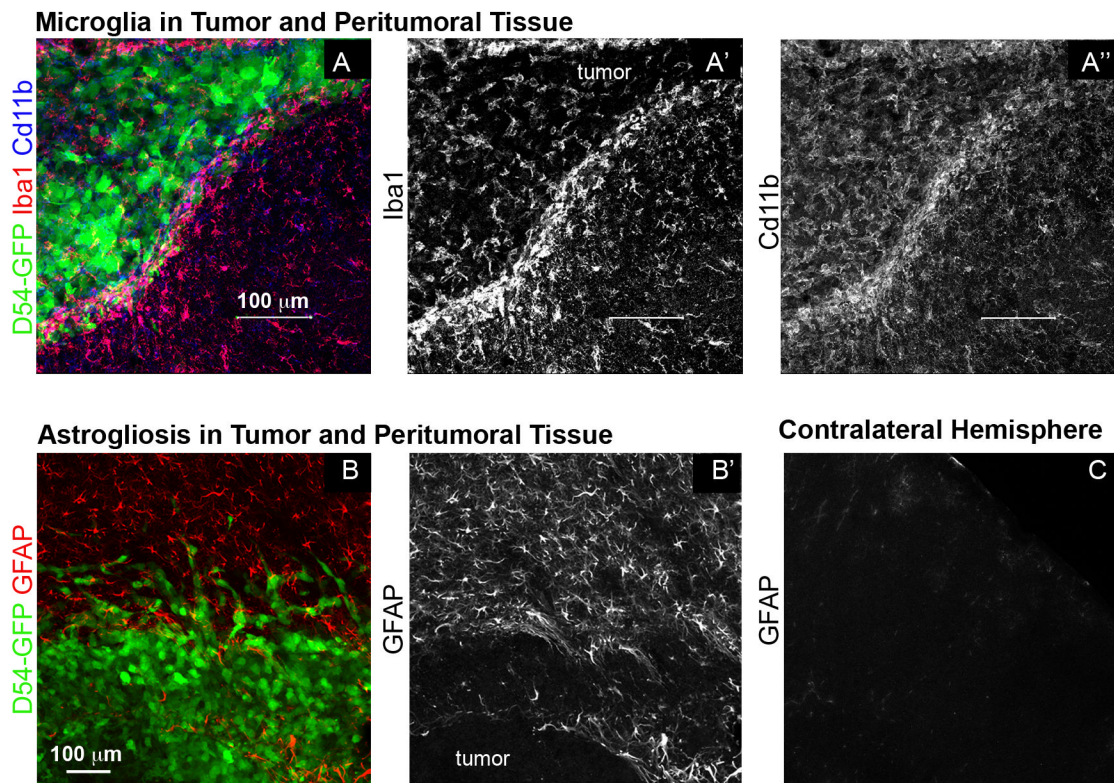 Microglia in Tumor and Peritumoral Tissue
D54-GFP Iba1 Cd11b
A
100 μm
Iba1
A'
tumor
Cd11b
A"
Astrogliosis in Tumor and Peritumoral Tissue
Contralateral Hemisphere
D54-GFP GFAP
B
100 μm
GFAP
B'
tumor
GFAP
C